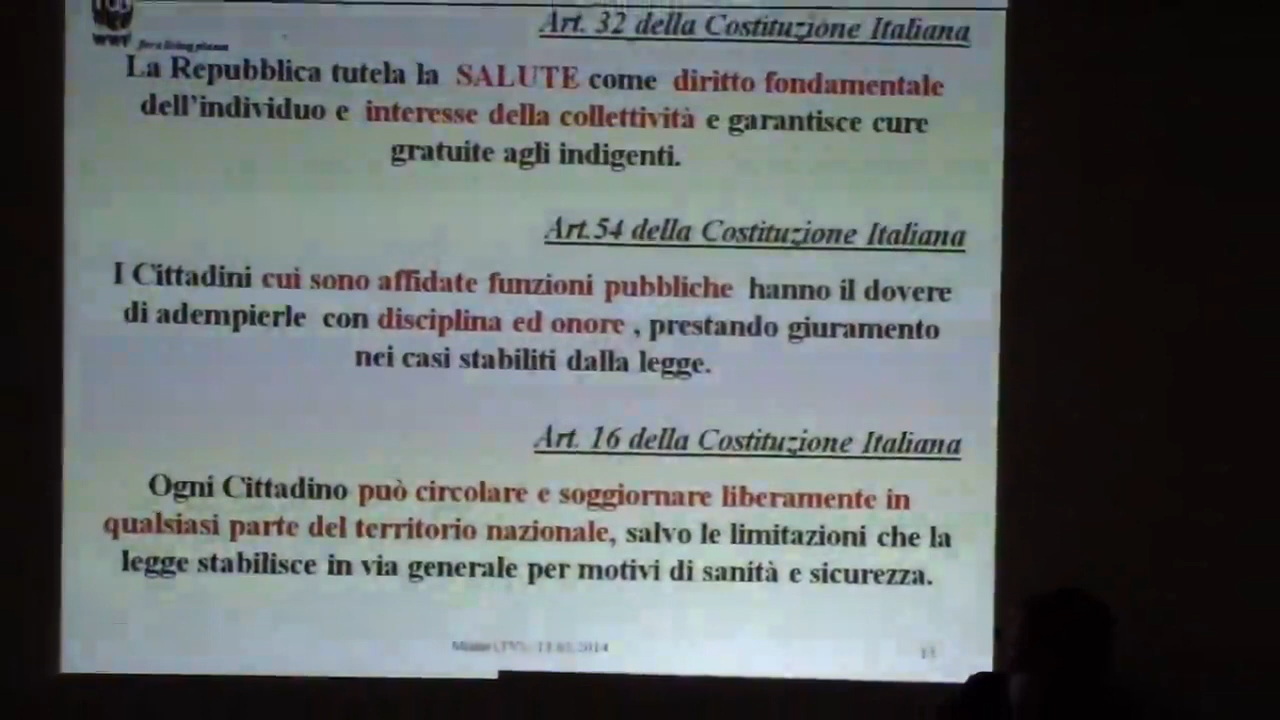 WWF for a living planet
Art. 32 della Costituzione Italiana
La Repubblica tutela la SALUTE come diritto fondamentale
dell'individuo e interesse della collettività e garantisce cure
gratuite agli indigenti.
Art.54 della Costituzione Italiana
I Cittadini cui sono affidate funzioni pubbliche hanno il dovere
di adempierle con disciplina ed onore , prestando giuramento
nei casi stabiliti dalla legge.
Art. 16 della Costituzione Italiana
Ogni Cittadino può circolare e soggiornare liberamente in
qualsiasi parte del territorio nazionale, salvo le limitazioni che la
legge stabilisce in via generale per motivi di sanità e sicurezza.